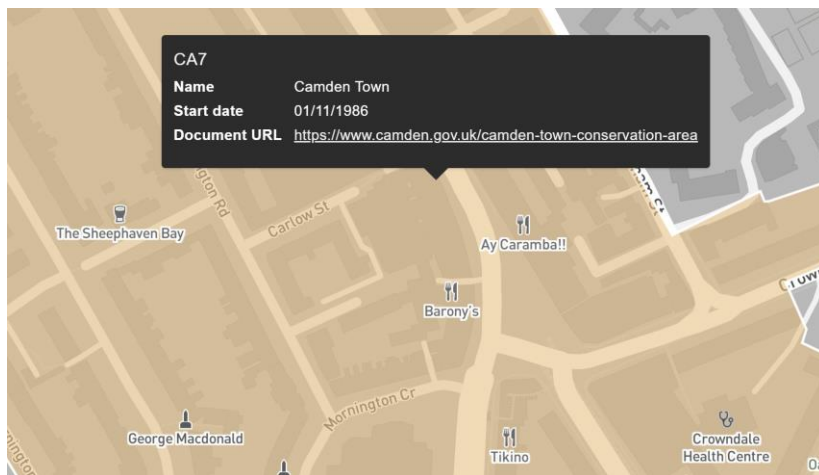 CA7
Name Camden Town
Start date 01/11/1986
Document URL https://www.camden.gov.uk/camden-town-conservation-area
The Sheephaven Bay
Carlow St
Ay Caramba!!
Barony's
Mornington Cr
George Macdonald
Tikino
Crowndale
Health Centre